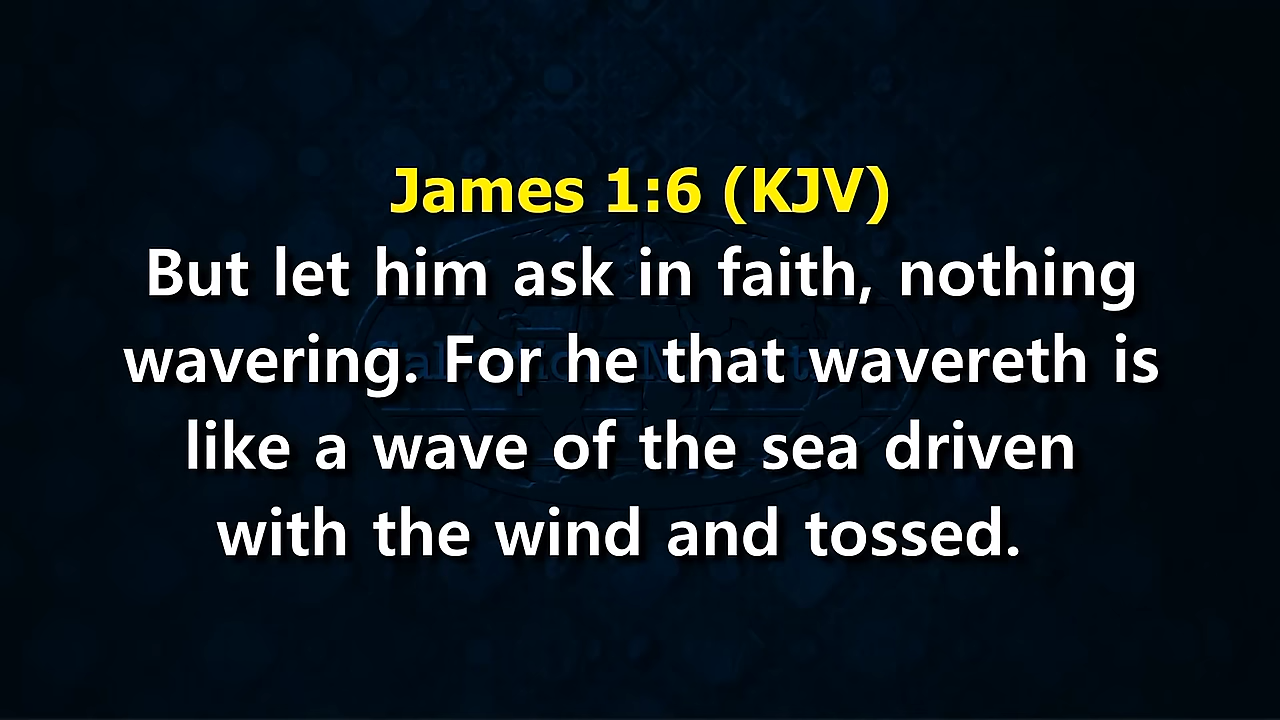 James 1:6 (KJV)
But let him ask in faith, nothing
wavering. For he that wavereth is
like a wave of the sea driven
with the wind and tossed.